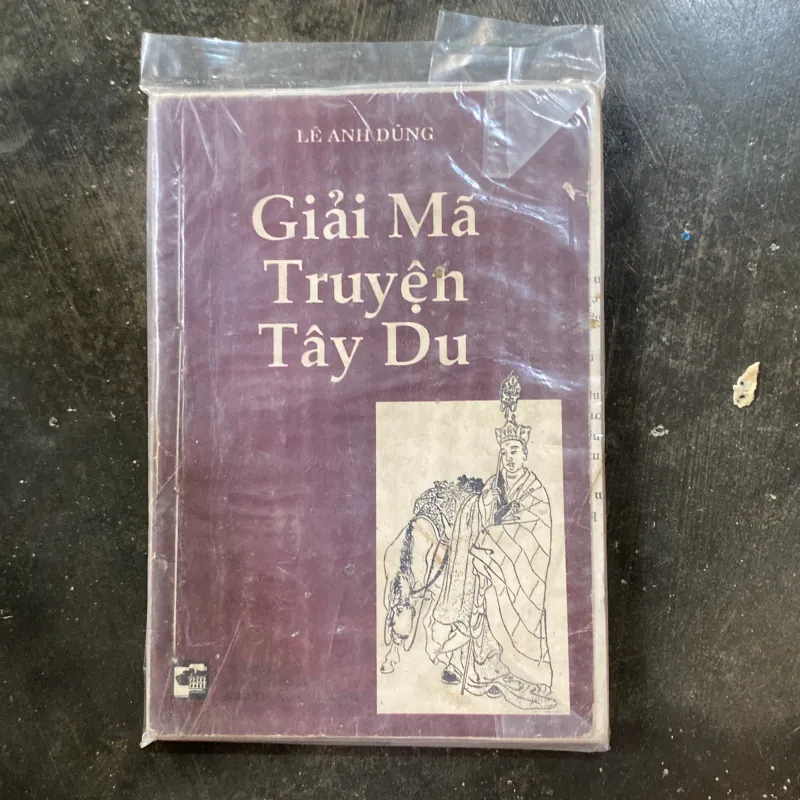 LÊ ANH DŨNG
Giải Mã
Truyện
Tây Du